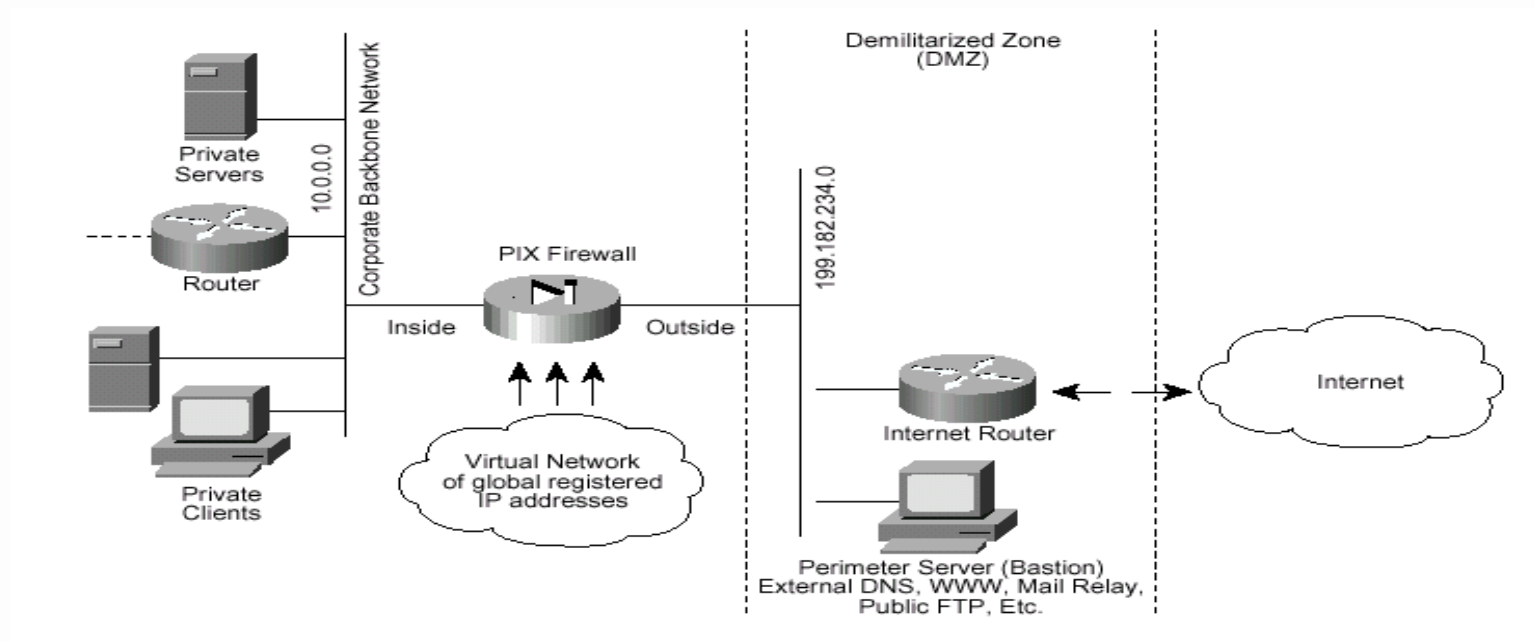 Private
Servers
10.0.0.0
Corporate Backbone Network
Router
Private
Clients
Inside
PIX Firewall
Outside
Virtual Network
of global registered
IP addresses
Demilitarized Zone
(DMZ)
199.182.234.0
Internet Router
Perimeter Server (Bastion)
External DNS, WWW, Mail Relay,
Public FTP, Etc.
Internet